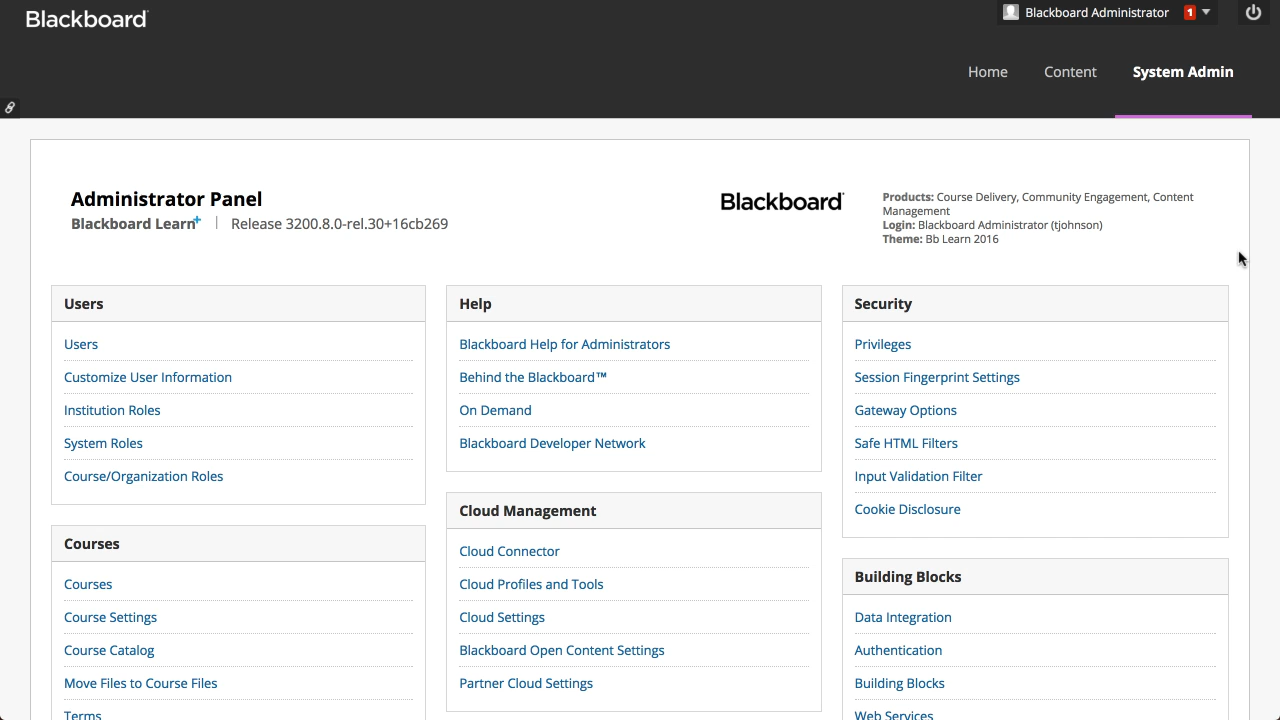 Blackboard
Blackboard Administrator 1
Home Content System Admin
Administrator Panel
Blackboard Learn+ | Release 3200.8.0-rel.30+16cb269
Blackboard
Products: Course Delivery, Community Engagement, Content
Management
Login: Blackboard Administrator (tjohnson)
Theme: Bb Learn 2016
Users
Users
Customize User Information
Institution Roles
System Roles
Course/Organization Roles
Courses
Courses
Course Settings
Course Catalog
Move Files to Course Files
Terms
Help
Blackboard Help for Administrators
Behind the Blackboard™
On Demand
Blackboard Developer Network
Cloud Management
Cloud Connector
Cloud Profiles and Tools
Cloud Settings
Blackboard Open Content Settings
Partner Cloud Settings
Security
Privileges
Session Fingerprint Settings
Gateway Options
Safe HTML Filters
Input Validation Filter
Cookie Disclosure
Building Blocks
Data Integration
Authentication
Building Blocks
Web Services